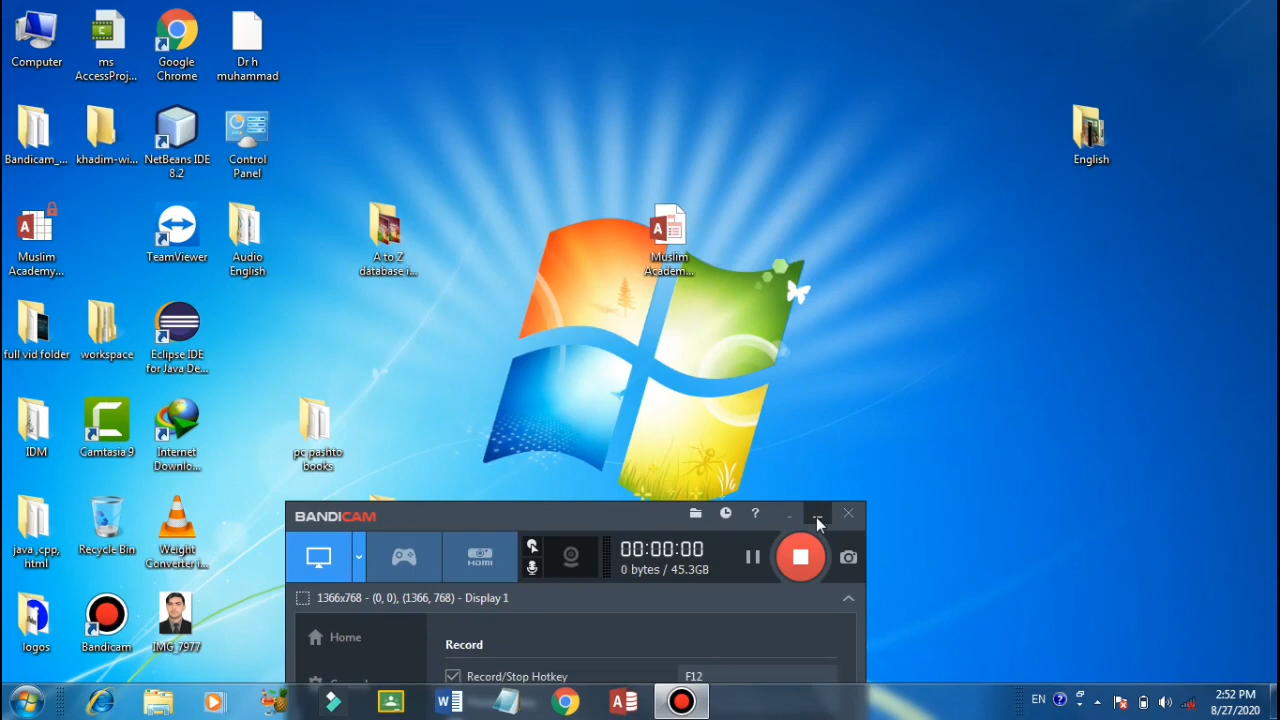 Computer
ms
AccessProj...
Google
Chrome
Dr h
muhammad
Bandicam_...
khadim-wi...
NetBeans IDE
8.2
Control
Panel
English
Muslim
Academy...
TeamViewer
Audio
English
A to Z
database i...
Muslim
Academ...
full vid folder
workspace
Eclipse IDE
for Java De...
IDM
Camtasia 9
Internet
Downlo...
pc pashto
books
java_cpp,
html
Recycle Bin
Weight
Converter i...
logos
Bandicam
IMG_7977
BANDICAM
?
HDMI
00:00:00
0 bytes / 45.3GB
1366x768 - (0, 0), (1366, 768) - Display 1
Home
Record
Record/Stop Hotkey
F12
EN
2:52 PM
8/27/2020